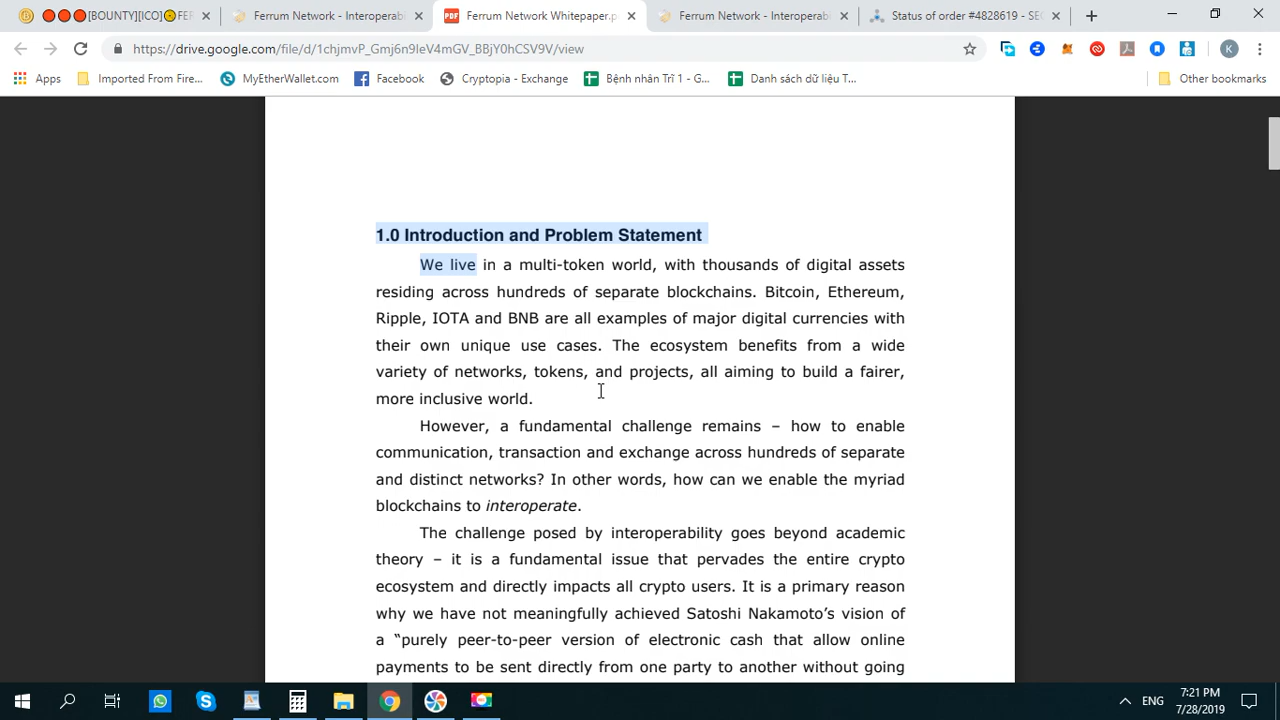 [BOUNTY][ICO]
Ferrum Network - Interoperabl
Ferrum Network Whitepaper.p
Ferrum Network - Interoperabl
Status of order #4828619 - SEC
https://drive.google.com/file/d/1chjmvP_Gmj6n9leV4mGV_BBjY0hCSV9V/view
K
Apps
Imported From Fire...
MyEtherWallet.com
Facebook
Cryptopia - Exchange
Bệnh nhân Trĩ 1 - G...
Danh sách dữ liệu T...
Other bookmarks
1.0 Introduction and Problem Statement
We live in a multi-token world, with thousands of digital assets
residing across hundreds of separate blockchains. Bitcoin, Ethereum,
Ripple, IOTA and BNB are all examples of major digital currencies with
their own unique use cases. The ecosystem benefits from a wide
variety of networks, tokens, and projects, all aiming to build a fairer,
more inclusive world.
However, a fundamental challenge remains – how to enable
communication, transaction and exchange across hundreds of separate
and distinct networks? In other words, how can we enable the myriad
blockchains to interoperate.
The challenge posed by interoperability goes beyond academic
theory – it is a fundamental issue that pervades the entire crypto
ecosystem and directly impacts all crypto users. It is a primary reason
why we have not meaningfully achieved Satoshi Nakamoto’s vision of
a “purely peer-to-peer version of electronic cash that allow online
payments to be sent directly from one party to another without going
ENG
7:21 PM
7/28/2019